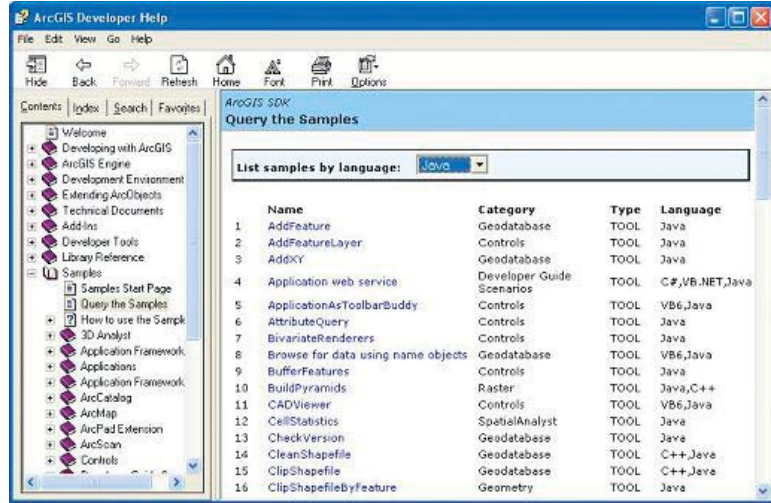 ArcGIS Developer Help
File Edit View Go Help
Hide Back Forward Refresh Home Font Print Options
Contents Index Search Favorites
Welcome
Developing with ArcGIS
ArcGIS Engine
Development Environment
Extending ArcObjects
Technical Documents
Add-Ins
Developer Tools
Library Reference
Samples
Samples Start Page
Query the Samples
How to use the Sampl
3D Analyst
Application Framework
Applications
Application Framework
ArcCatalog
ArcMap
ArcPad Extension
ArcScan
Controls
ArcGIS SDK
Query the Samples
List samples by language: Java
Name Category Type Language
1 AddFeature Geodatabase TOOL Java
2 AddFeatureLayer Controls TOOL Java
3 AddXY Geodatabase TOOL Java
4 Application web service Developer Guide Scenarios TOOL C#,VB.NET,Java
5 ApplicationAsToolbarBuddy Controls TOOL VB6,Java
6 AttributeQuery Controls TOOL Java
7 BivariateRenderers Controls TOOL Java
8 Browse for data using name objects Geodatabase TOOL VB6,Java
9 BufferFeatures Controls TOOL Java
10 BuildPyramids Raster TOOL Java,C++
11 CADViewer Controls TOOL VB6,Java
12 CellStatistics SpatialAnalyst TOOL Java
13 CheckVersion Geodatabase TOOL Java
14 CleanShapefile Geodatabase TOOL C++,Java
15 ClipShapefile Geodatabase TOOL C++,Java
16 ClipShapefileByFeature Geometry TOOL Java